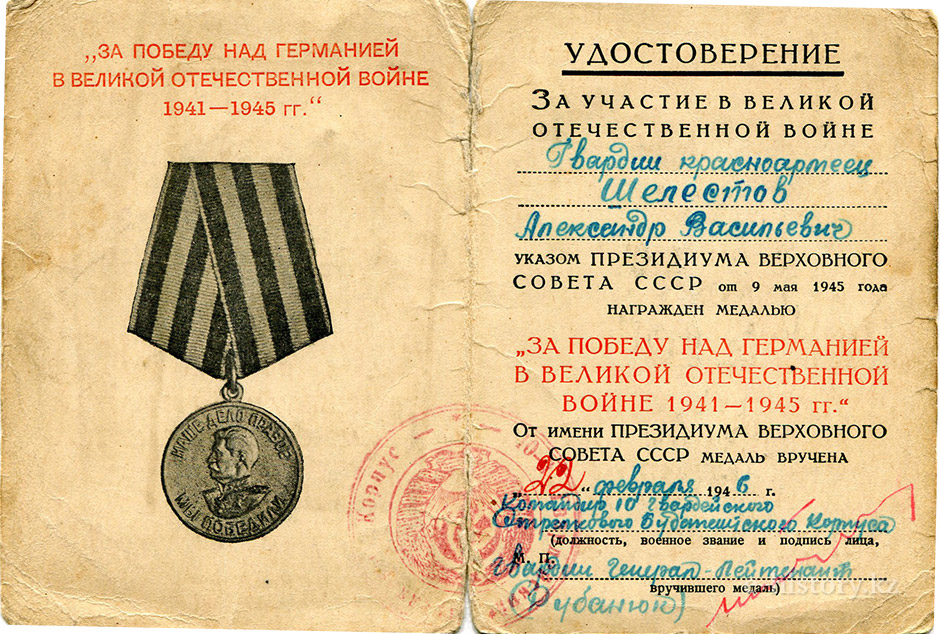 „ЗА ПОБЕДУ НАД ГЕРМАНИЕЙ
В ВЕЛИКОЙ ОТЕЧЕСТВЕННОЙ ВОЙНЕ
1941—1945 гг.“
НАШЕ ДЕЛО ПРАВОЕ
МЫ ПОБЕДИЛИ
УДОСТОВЕРЕНИЕ
ЗА УЧАСТИЕ В ВЕЛИКОЙ
ОТЕЧЕСТВЕННОЙ ВОЙНЕ
Гвардии красноармеец
Шелестов
Александр Васильевич
УКАЗОМ ПРЕЗИДИУМА ВЕРХОВНОГО
СОВЕТА СССР от 9 мая 1945 года
НАГРАЖДЕН МЕДАЛЬЮ
„ЗА ПОБЕДУ НАД ГЕРМАНИЕЙ
В ВЕЛИКОЙ ОТЕЧЕСТВЕННОЙ
ВОЙНЕ 1941—1945 гг.“
От имени ПРЕЗИДИУМА ВЕРХОВНОГО
СОВЕТА СССР МЕДАЛЬ ВРУЧЕНА
„22“ февраля 1946 г.
Командир 10 Гвардейского
Стрелкового Будапештского Корпуса
(должность, военное звание и подпись лица,
М. П.
Гвардии Генерал-Лейтенант
вручившего медаль)
(Рубанюк)
Корпус
history.kz